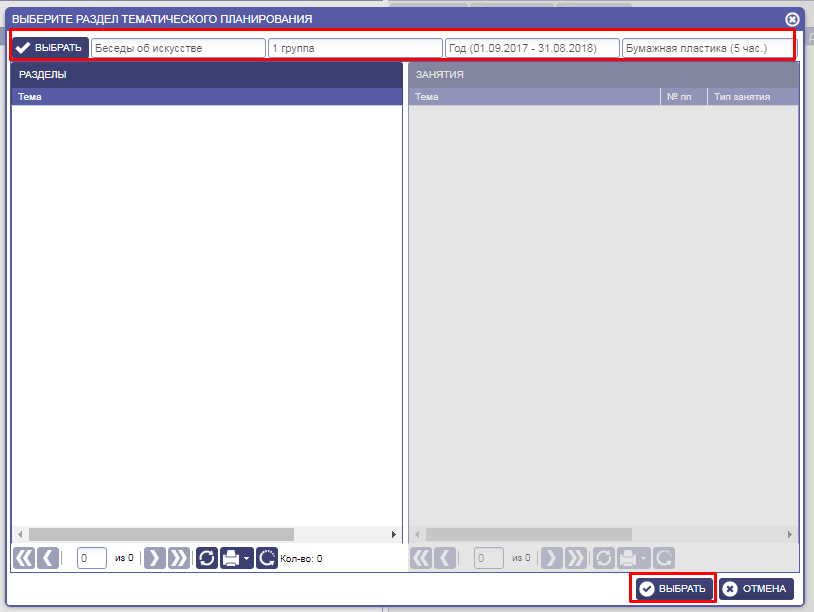 ВЫБЕРИТЕ РАЗДЕЛ ТЕМАТИЧЕСКОГО ПЛАНИРОВАНИЯ
ВЫБРАТЬ Беседы об искусстве 1 группа Год (01.09.2017 - 31.08.2018) Бумажная пластика (5 час.)
РАЗДЕЛЫ ЗАНЯТИЯ
Тема Тема № пп Тип занятия
0 из 0 Кол-во: 0 0 из 0
ВЫБРАТЬ ОТМЕНА